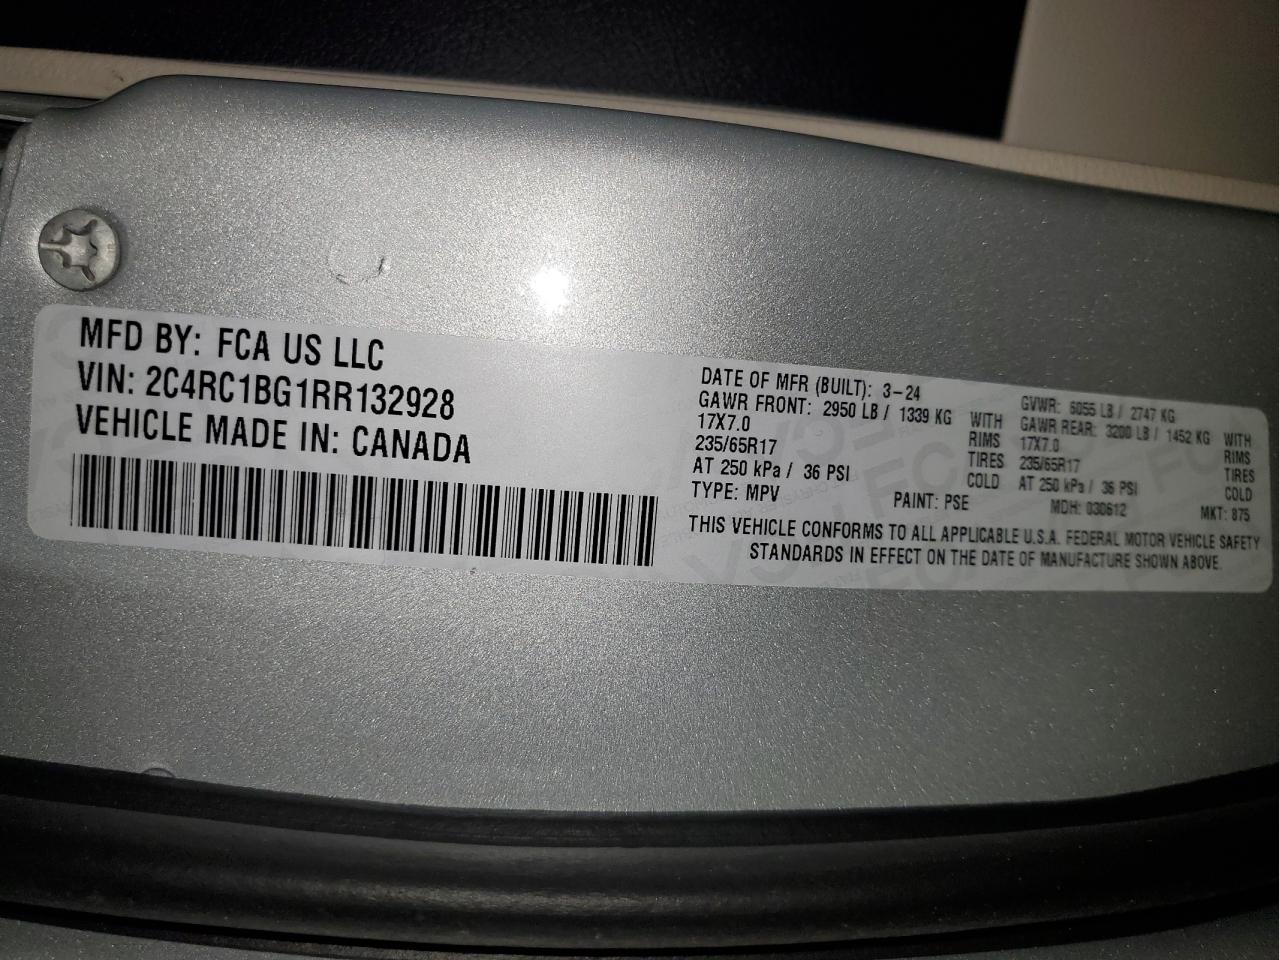 MFD BY: FCA US LLC
VIN: 2C4RC1BG1RR132928
VEHICLE MADE IN: CANADA
DATE OF MFR (BUILT): 3-24 GVWR: 6055 LB / 2747 KG
GAWR FRONT: 2950 LB / 1339 KG WITH GAWR REAR: 3200 LB / 1452 KG WITH
17X7.0 RIMS 17X7.0 RIMS
235/65R17 TIRES 235/65R17 TIRES
AT 250 kPa / 36 PSI COLD AT 250 kPa / 36 PSI COLD
TYPE: MPV PAINT: PSE MDH: 030612 MKT: 875
THIS VEHICLE CONFORMS TO ALL APPLICABLE U.S.A. FEDERAL MOTOR VEHICLE SAFETY
STANDARDS IN EFFECT ON THE DATE OF MANUFACTURE SHOWN ABOVE.